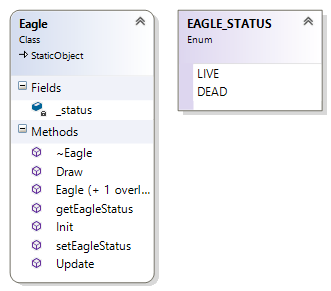 Eagle
Class
StaticObject
Fields
_status
Methods
~Eagle
Draw
Eagle (+ 1 overl...
getEagleStatus
Init
setEagleStatus
Update
EAGLE_STATUS
Enum
LIVE
DEAD